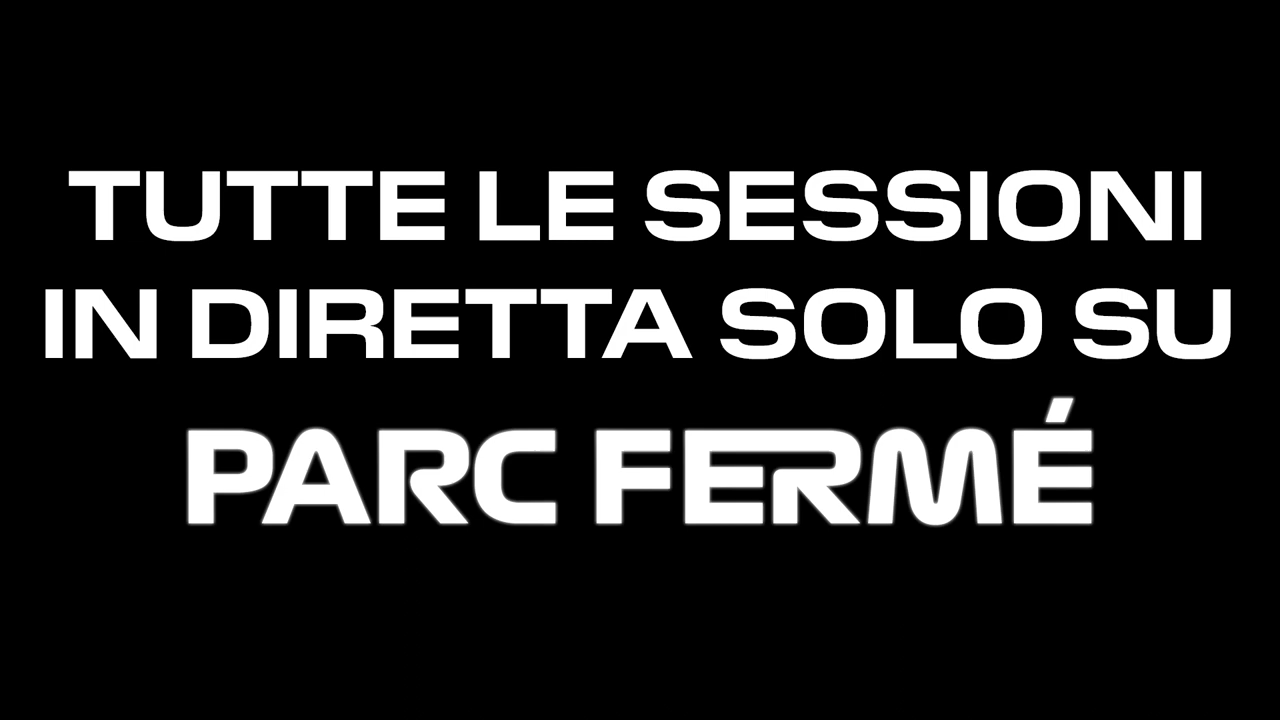 TUTTE LE SESSIONI
IN DIRETTA SOLO SU
PARC FERMÉ